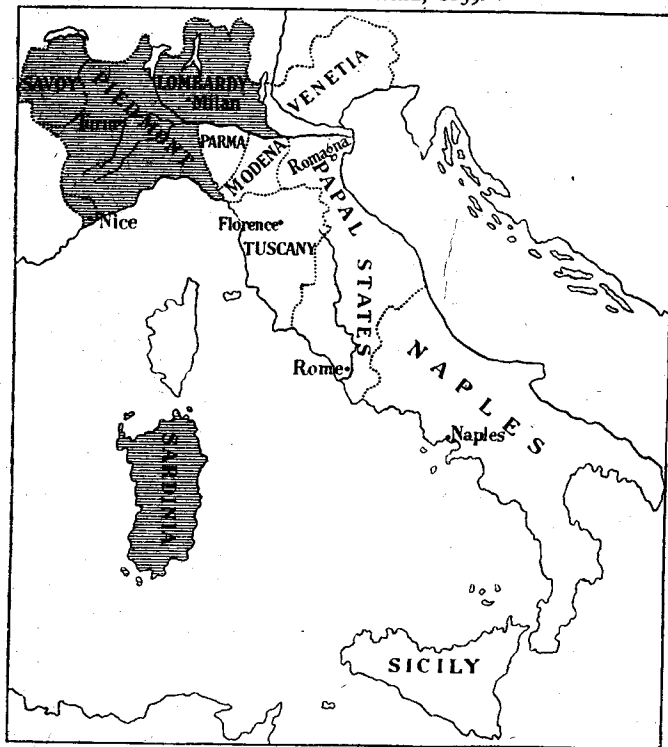 1859
SAVOY
PIEDMONT
LOMBARDY
Milan
VENETIA
Turin
PARMA
MODENA
Romagna
PAPAL STATES
Nice
Florence
TUSCANY
Rome
NAPLES
Naples
SARDINIA
SICILY